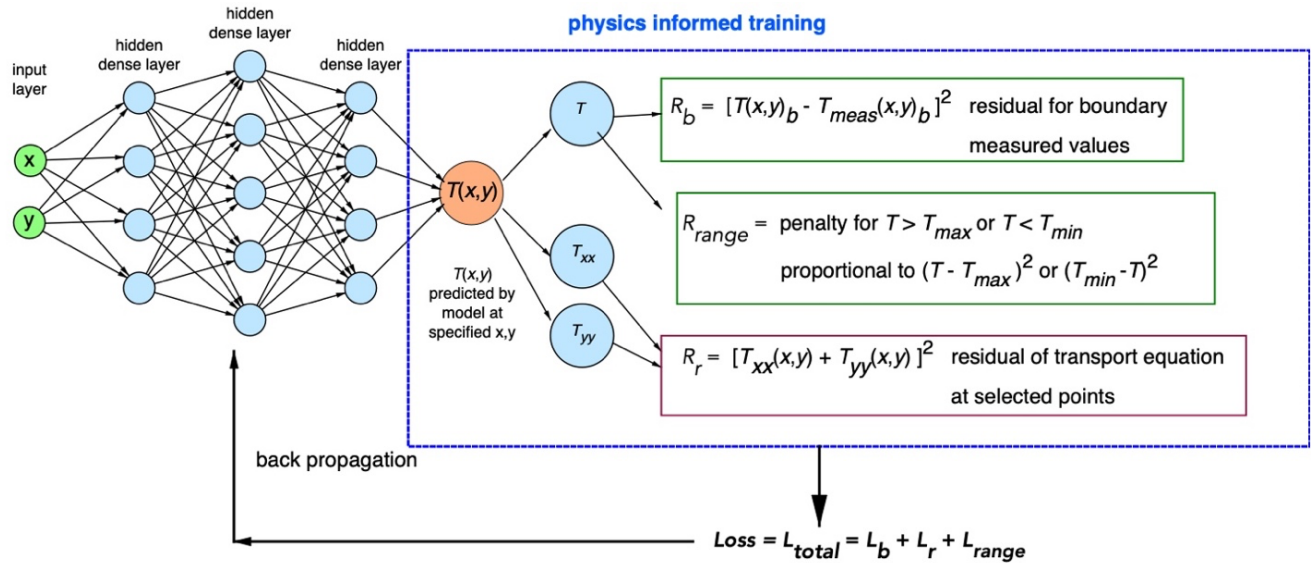 physics informed training
input
layer
hidden
dense layer
hidden
dense layer
hidden
dense layer
x
y
T(x,y)
T(x,y)
predicted by
model at
specified x,y
T
T_xx
T_yy
R_b = [T(x,y)_b - T_meas(x,y)_b]² residual for boundary
measured values
R_range = penalty for T > T_max or T < T_min
proportional to (T - T_max)² or (T_min - T)²
R_r = [T_xx(x,y) + T_yy(x,y)]² residual of transport equation
at selected points
back propagation
Loss = L_total = L_b + L_r + L_range